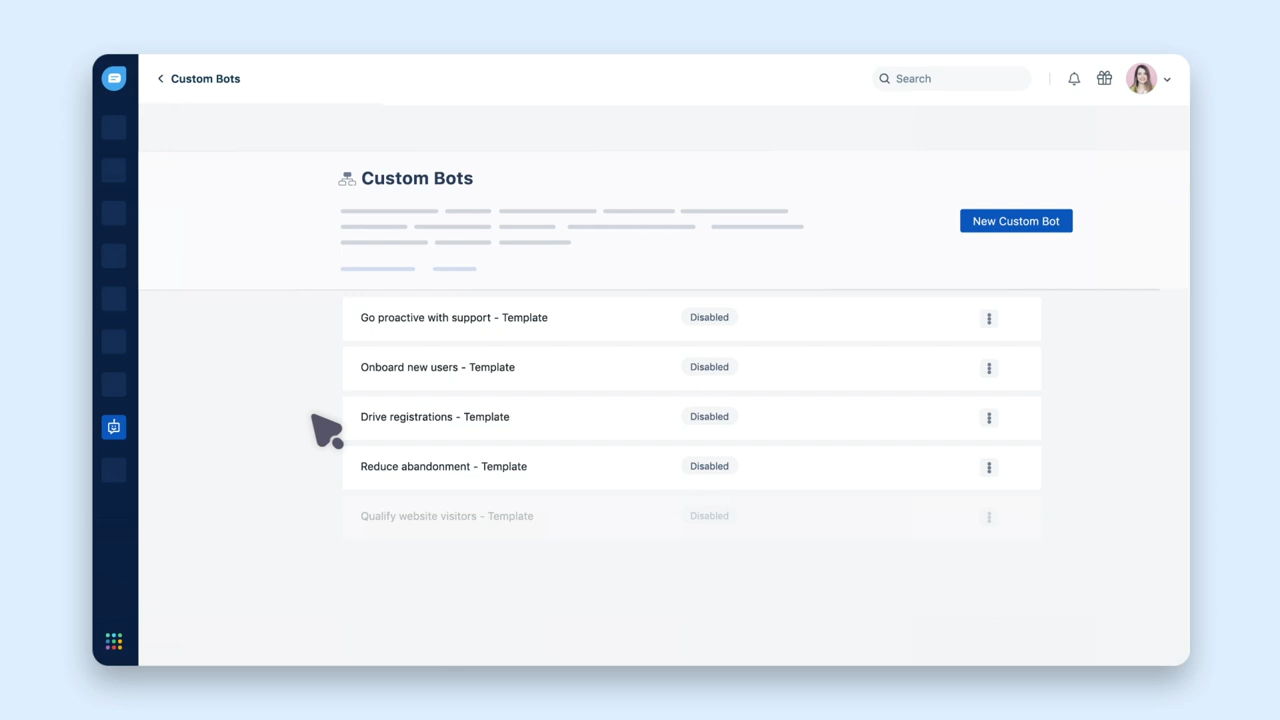 Custom Bots
Search
Custom Bots
New Custom Bot
Go proactive with support - Template Disabled
Onboard new users - Template Disabled
Drive registrations - Template Disabled
Reduce abandonment - Template Disabled
Qualify website visitors - Template Disabled